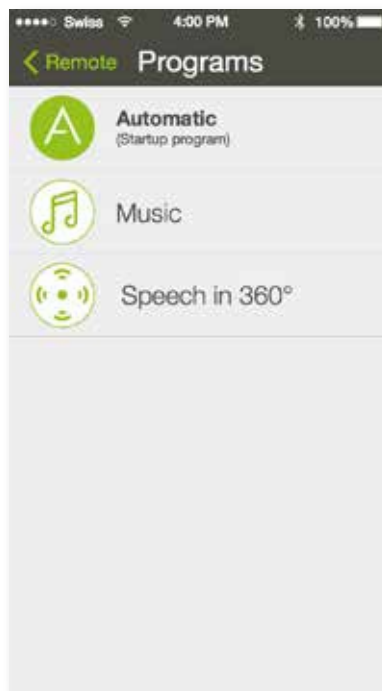 Swiss 4:00 PM 100%
Remote Programs
A
Automatic
(Startup program)
Music
Speech in 360°